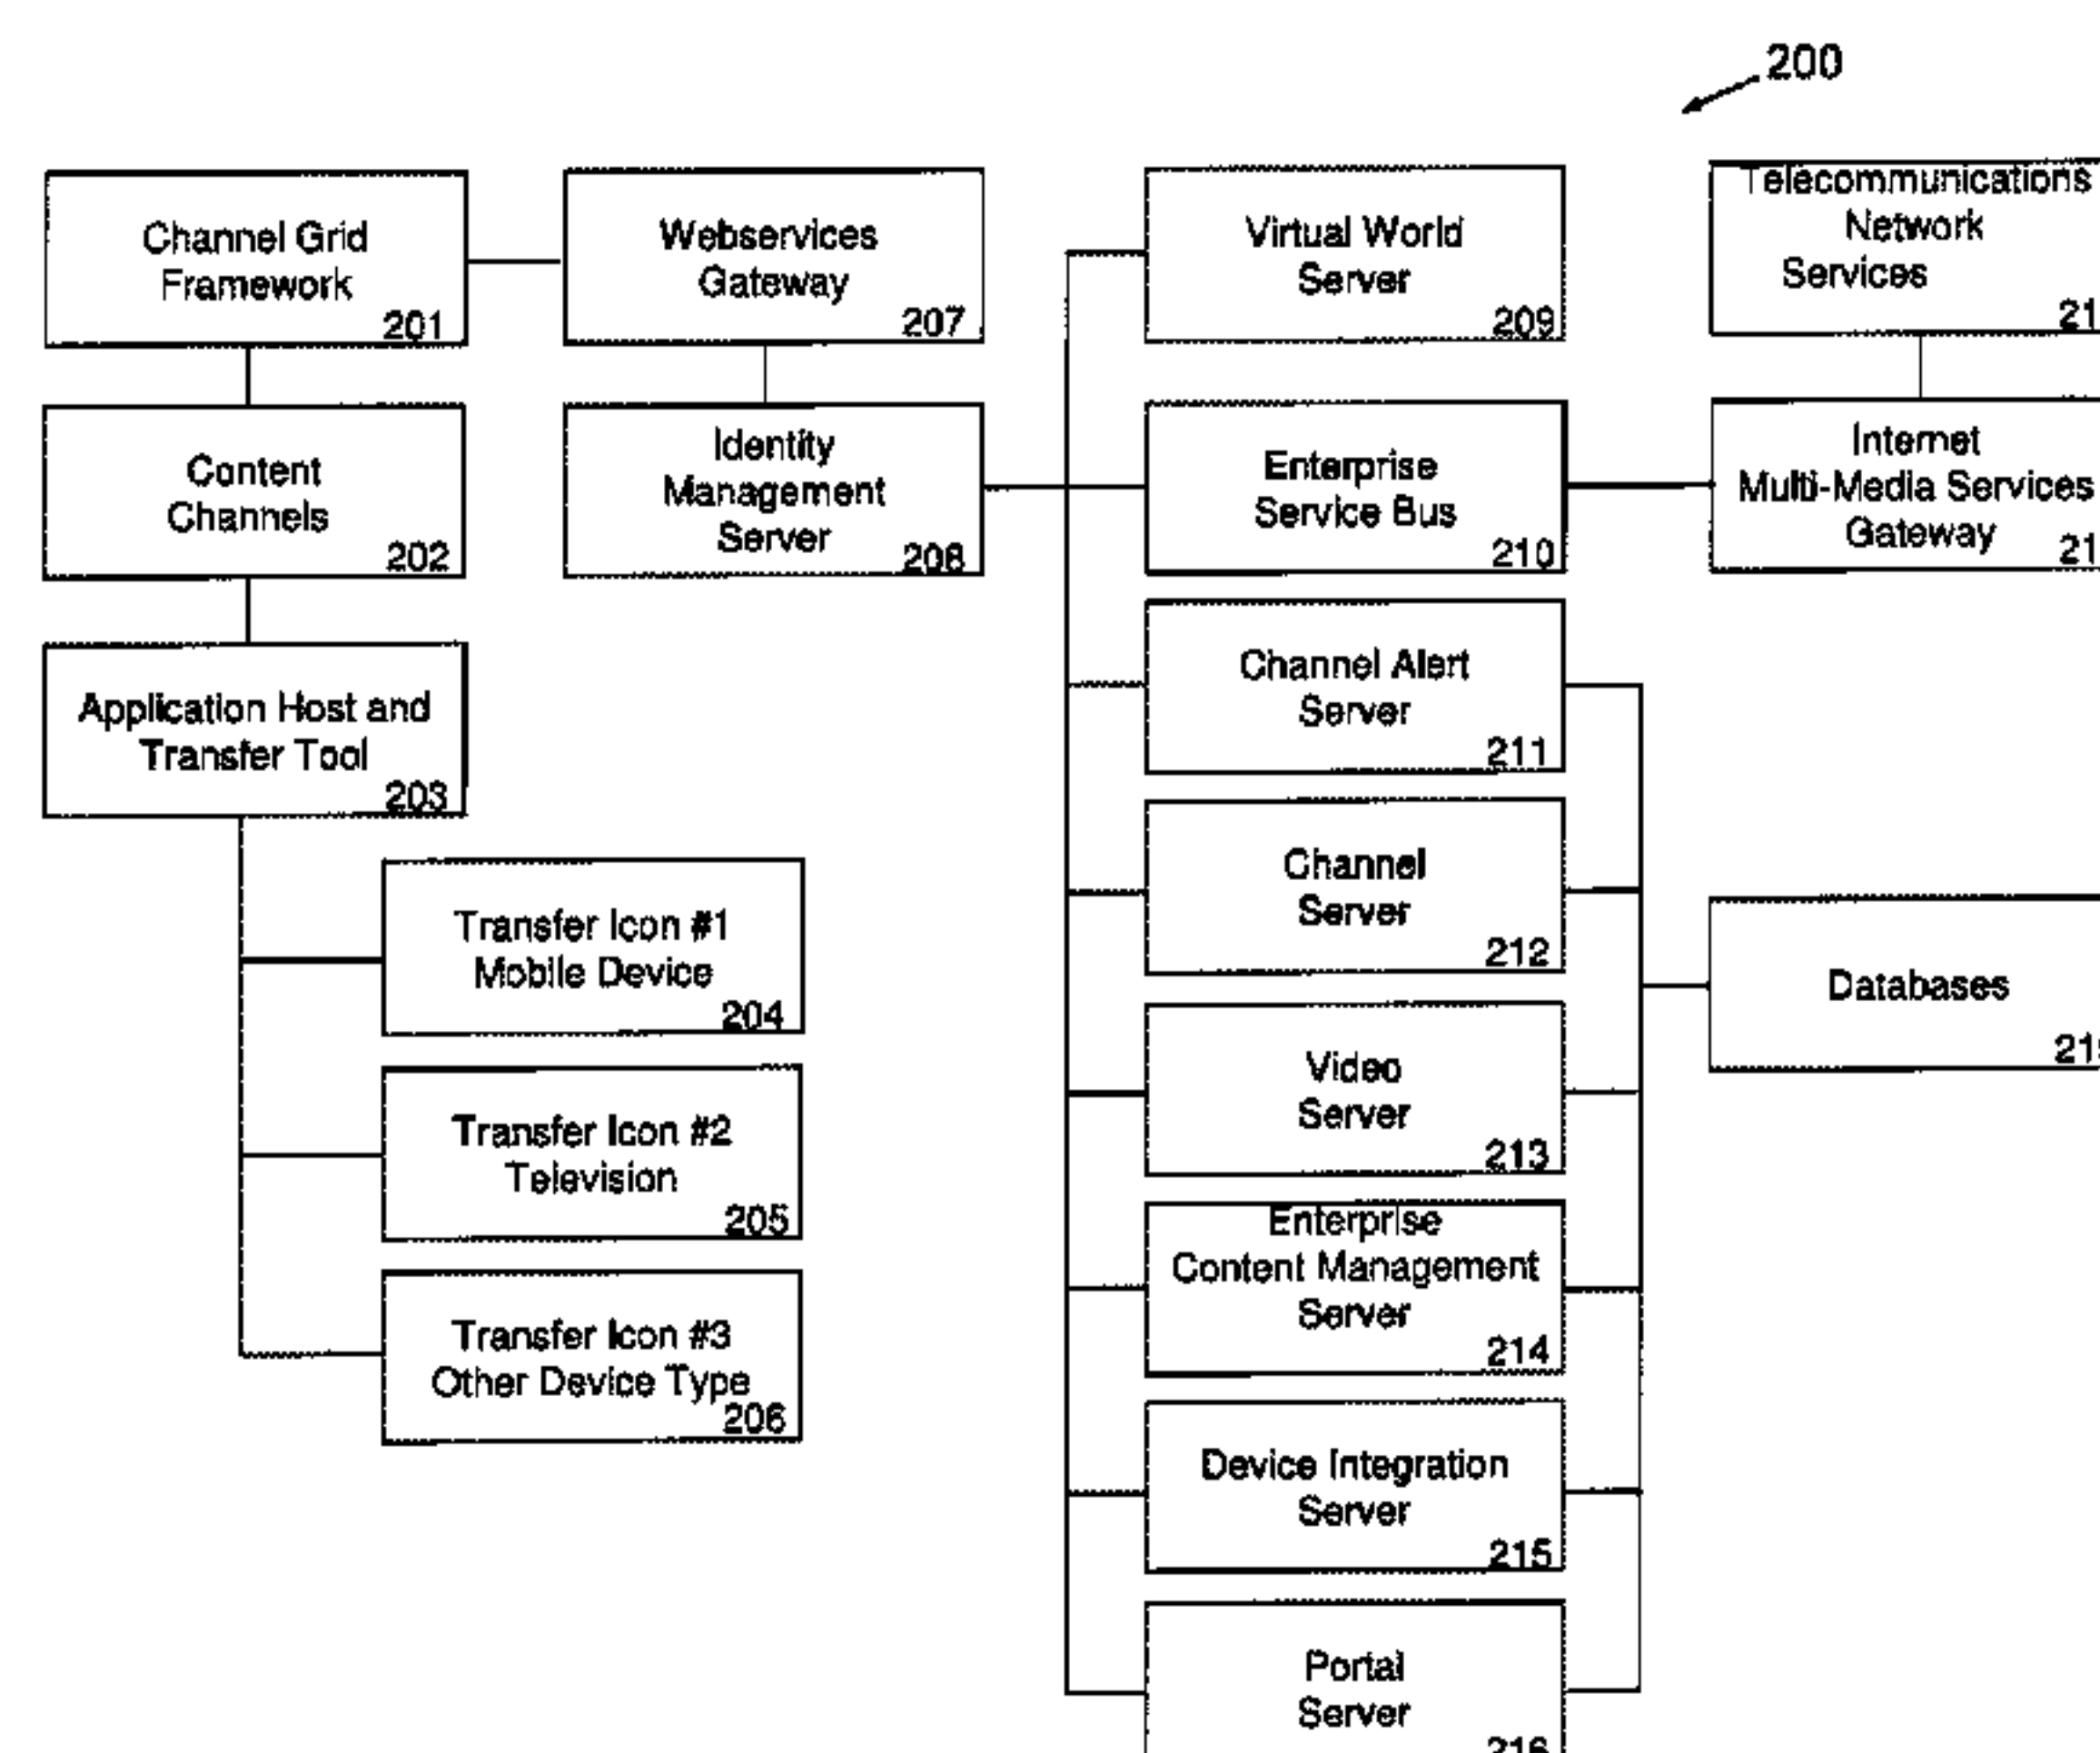 200
Channel Grid
Framework
201
Webservices
Gateway
207
Virtual World
Server
209
Telecommunications
Network
Services
Content
Channels
202
Identity
Management
Server
208
Enterprise
Service Bus
210
Internet
Multi-Media Services
Gateway
Application Host and
Transfer Tool
203
Channel Alert
Server
211
Transfer Icon #1
Mobile Device
204
Channel
Server
212
Databases
Transfer Icon #2
Television
205
Video
Server
213
Transfer Icon #3
Other Device Type
206
Enterprise
Content Management
Server
214
Device Integration
Server
215
Portal
Server
216